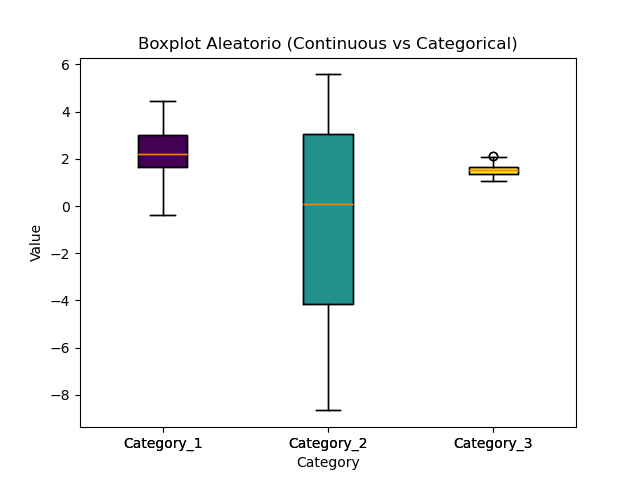 Boxplot Aleatorio (Continuous vs Categorical)
6
4
2
0
−2
−4
−6
−8
Value
Category_1 Category_2 Category_3
Category